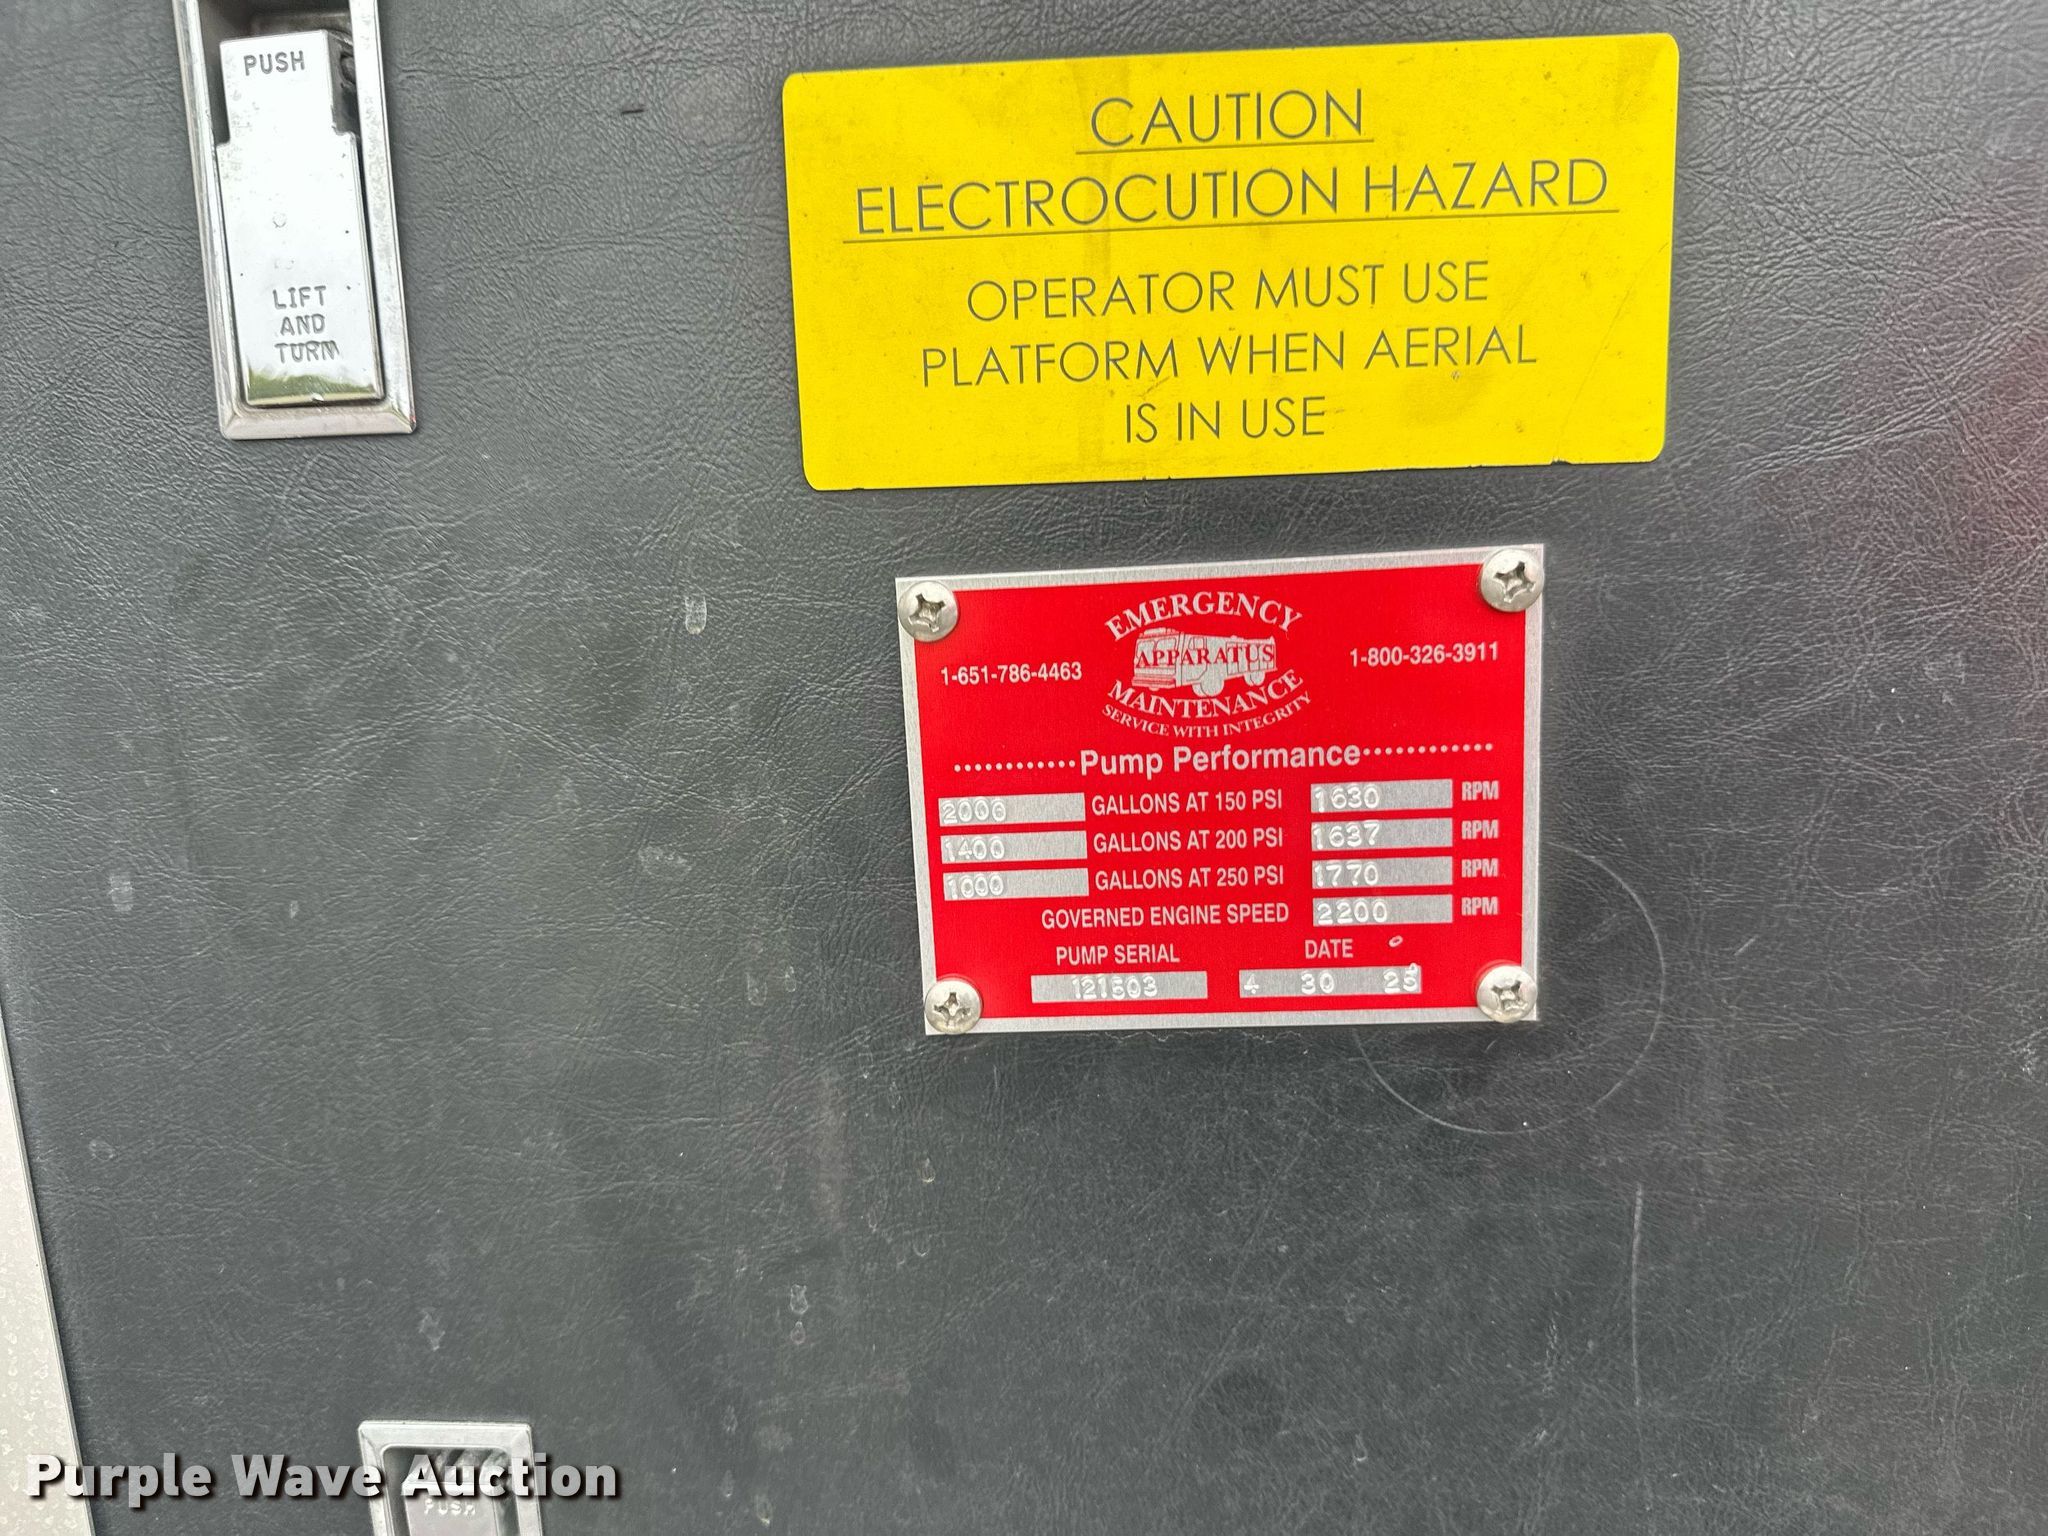 PUSH
LIFT
AND
TURN
CAUTION
ELECTROCUTION HAZARD
OPERATOR MUST USE
PLATFORM WHEN AERIAL
IS IN USE
EMERGENCY
APPARATUS
MAINTENANCE
SERVICE WITH INTEGRITY
1-651-786-4463
1-800-326-3911
Pump Performance
2006 GALLONS AT 150 PSI 1630 RPM
1400 GALLONS AT 200 PSI 1637 RPM
1000 GALLONS AT 250 PSI 1770 RPM
GOVERNED ENGINE SPEED 2200 RPM
PUMP SERIAL DATE
121503 4 30 25
PUSH
Purple Wave Auction